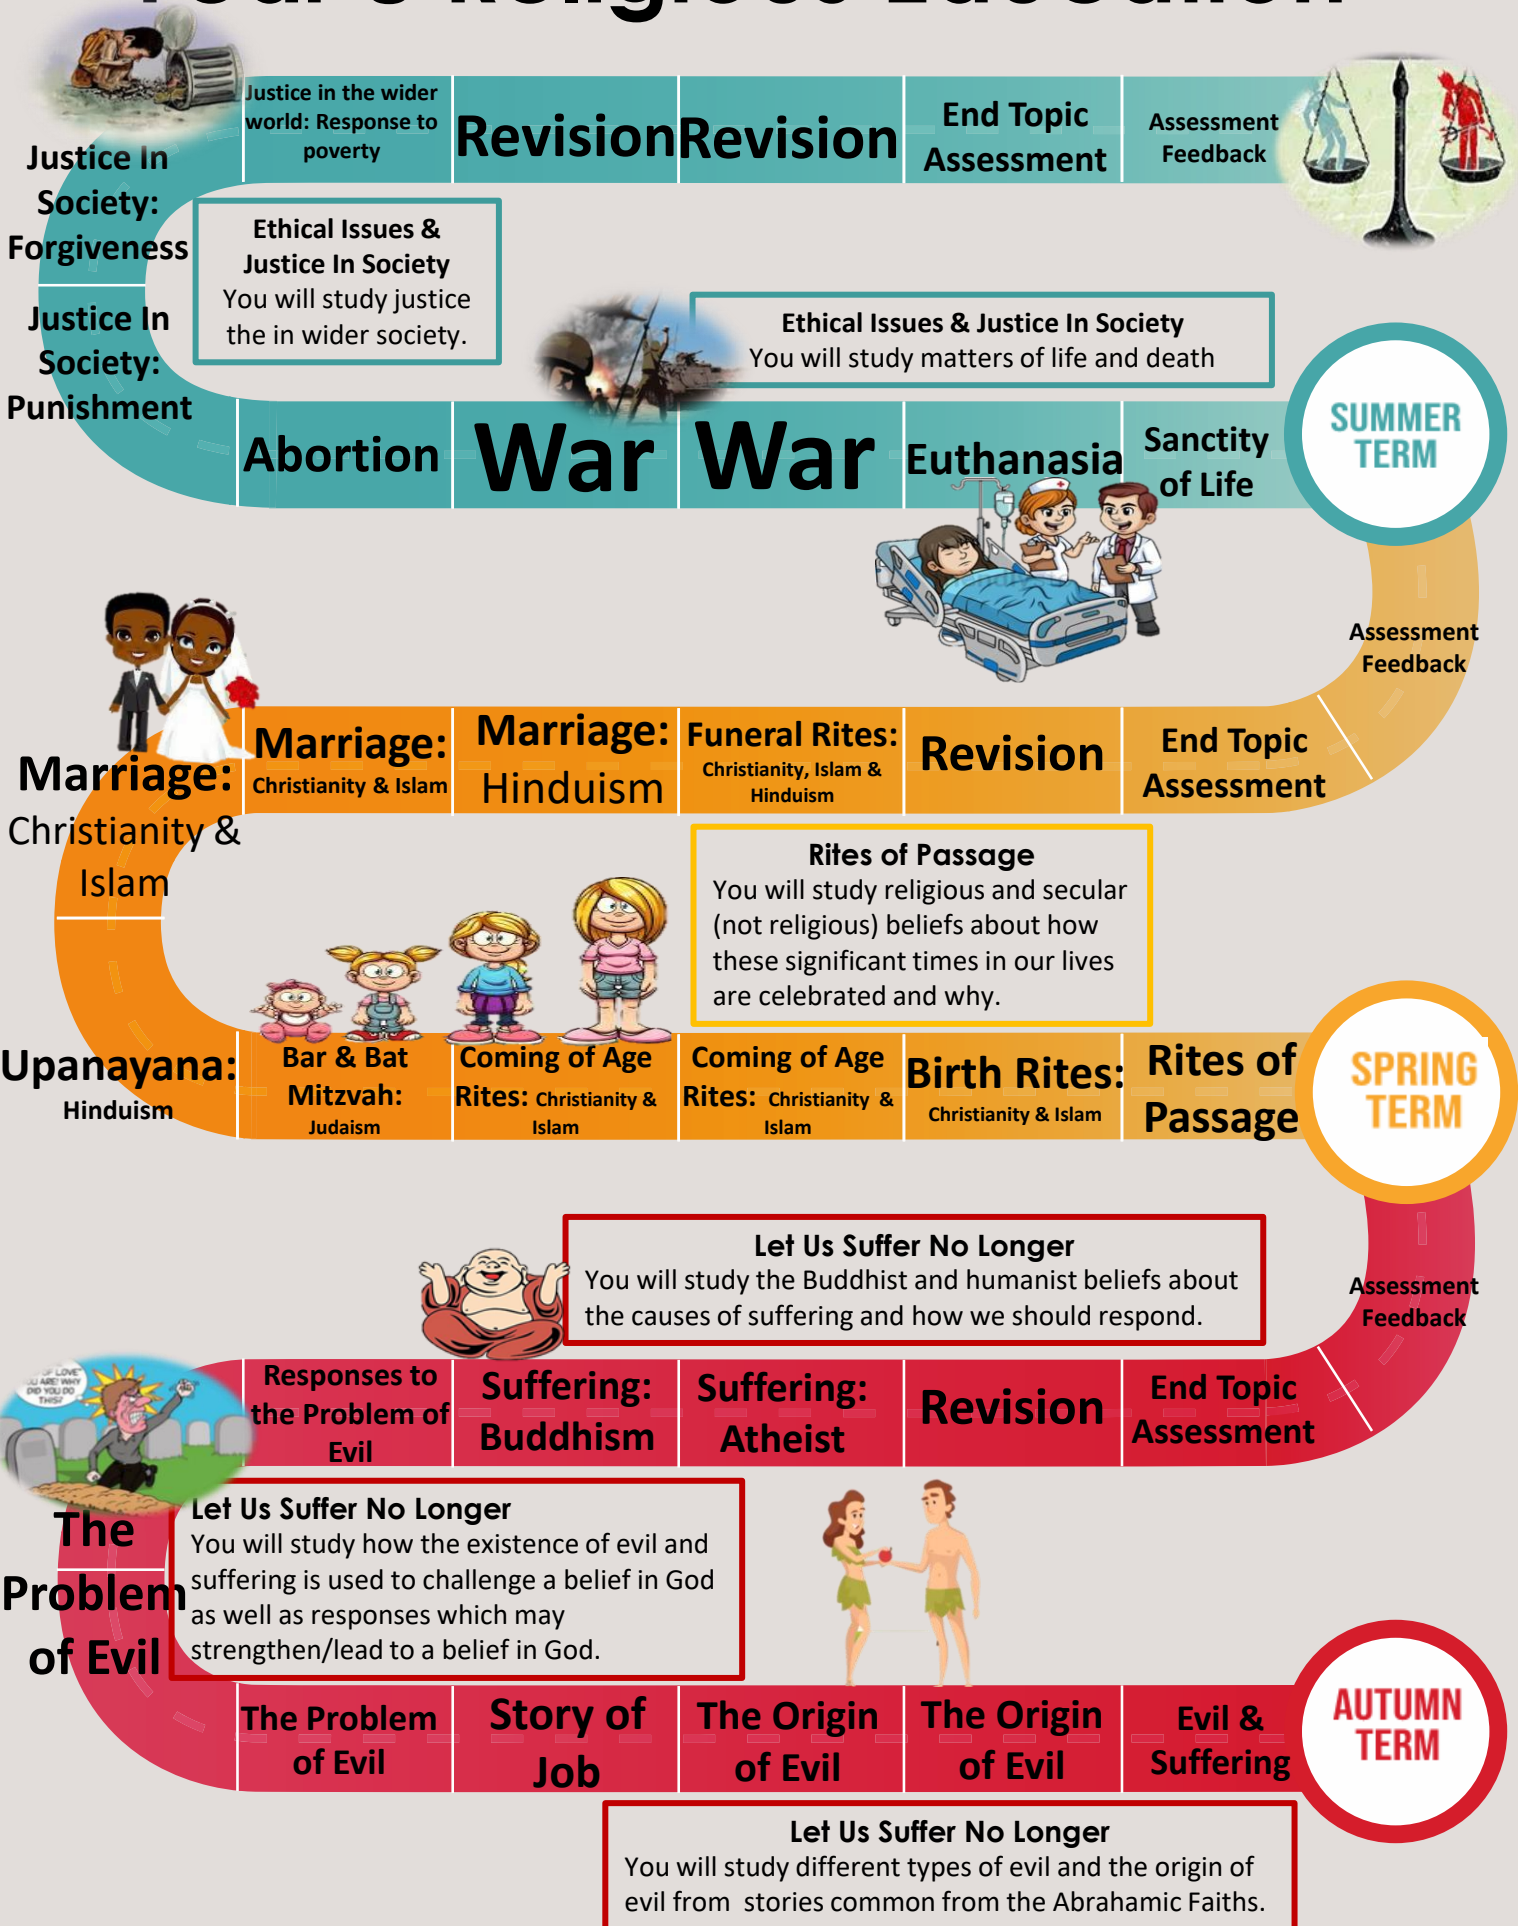 Religious Education
Justice in the wider
world: Response to
poverty
Revision
Revision
End Topic
Assessment
Assessment
Feedback
Justice In
Society:
Forgiveness
Ethical Issues &
Justice In Society
You will study justice
the in wider society.
Justice In
Society:
Punishment
Ethical Issues & Justice In Society
You will study matters of life and death
SUMMER
TERM
Abortion
War
War
Euthanasia
Sanctity
of Life
Assessment
Feedback
Marriage:
Christianity &
Islam
Marriage:
Christianity & Islam
Marriage:
Hinduism
Funeral Rites:
Christianity, Islam &
Hinduism
Revision
End Topic
Assessment
Rites of Passage
You will study religious and secular
(not religious) beliefs about how
these significant times in our lives
are celebrated and why.
Upanayana:
Hinduism
Bar & Bat
Mitzvah:
Judaism
Coming of Age
Rites: Christianity &
Islam
Coming of Age
Rites: Christianity &
Islam
Birth Rites:
Christianity & Islam
Rites of
Passage
SPRING
TERM
Let Us Suffer No Longer
You will study the Buddhist and humanist beliefs about
the causes of suffering and how we should respond.
Assessment
Feedback
OF LOVE
U ARE! WHY
DID YOU DO
THIS?
Responses to
the Problem of
Evil
Suffering:
Buddhism
Suffering:
Atheist
Revision
End Topic
Assessment
The
Problem
of Evil
Let Us Suffer No Longer
You will study how the existence of evil and
suffering is used to challenge a belief in God
as well as responses which may
strengthen/lead to a belief in God.
The Problem
of Evil
Story of
Job
The Origin
of Evil
The Origin
of Evil
Evil &
Suffering
AUTUMN
TERM
Let Us Suffer No Longer
You will study different types of evil and the origin of
evil from  stories common from the Abrahamic Faiths.